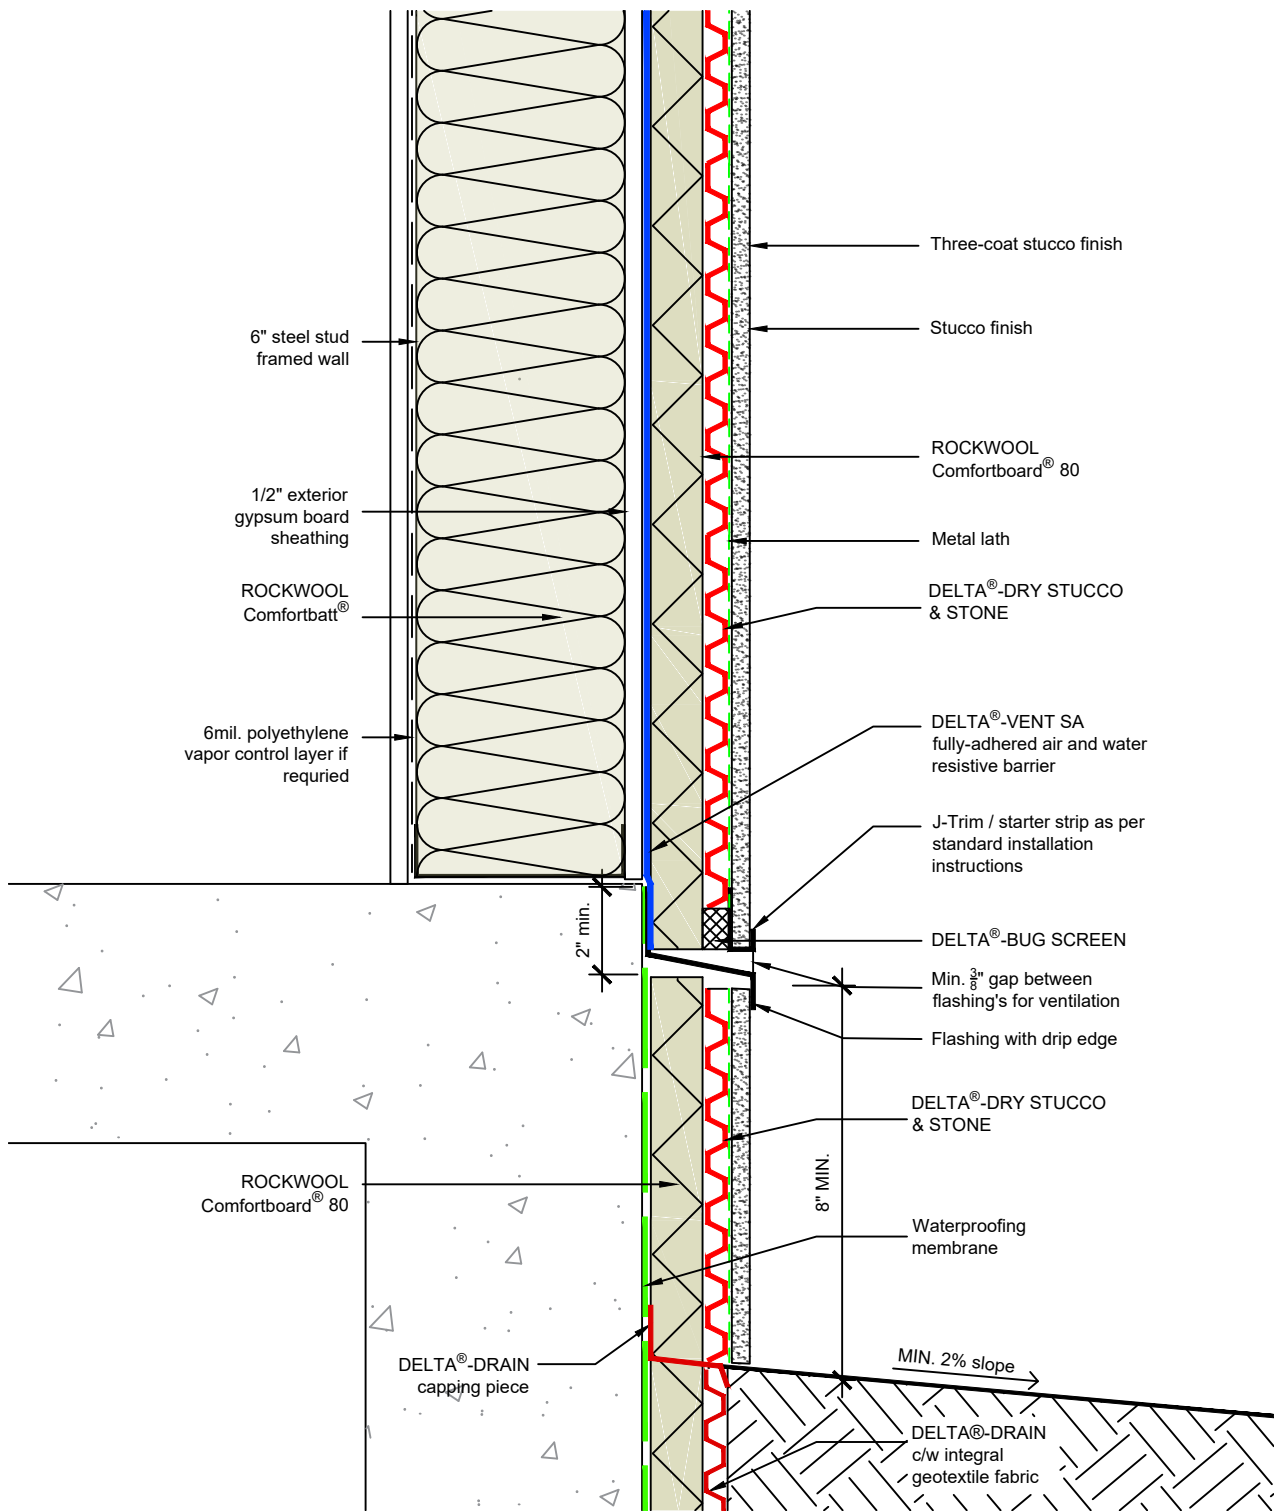 Three-coat stucco finish
Stucco finish
6" steel stud
framed wall
ROCKWOOL
Comfortboard® 80
1/2" exterior
gypsum board
sheathing
Metal lath
ROCKWOOL
Comfortbatt®
DELTA®-DRY STUCCO
& STONE
6mil. polyethylene
vapor control layer if
requried
DELTA®-VENT SA
fully-adhered air and water
resistive barrier
J-Trim / starter strip as per
standard installation
instructions
2" min.
DELTA®-BUG SCREEN
Min. 3/8" gap between
flashing's for ventilation
Flashing with drip edge
DELTA®-DRY STUCCO
& STONE
8" MIN.
ROCKWOOL
Comfortboard® 80
Waterproofing
membrane
DELTA®-DRAIN
capping piece
MIN. 2% slope
DELTA®-DRAIN
c/w integral
geotextile fabric